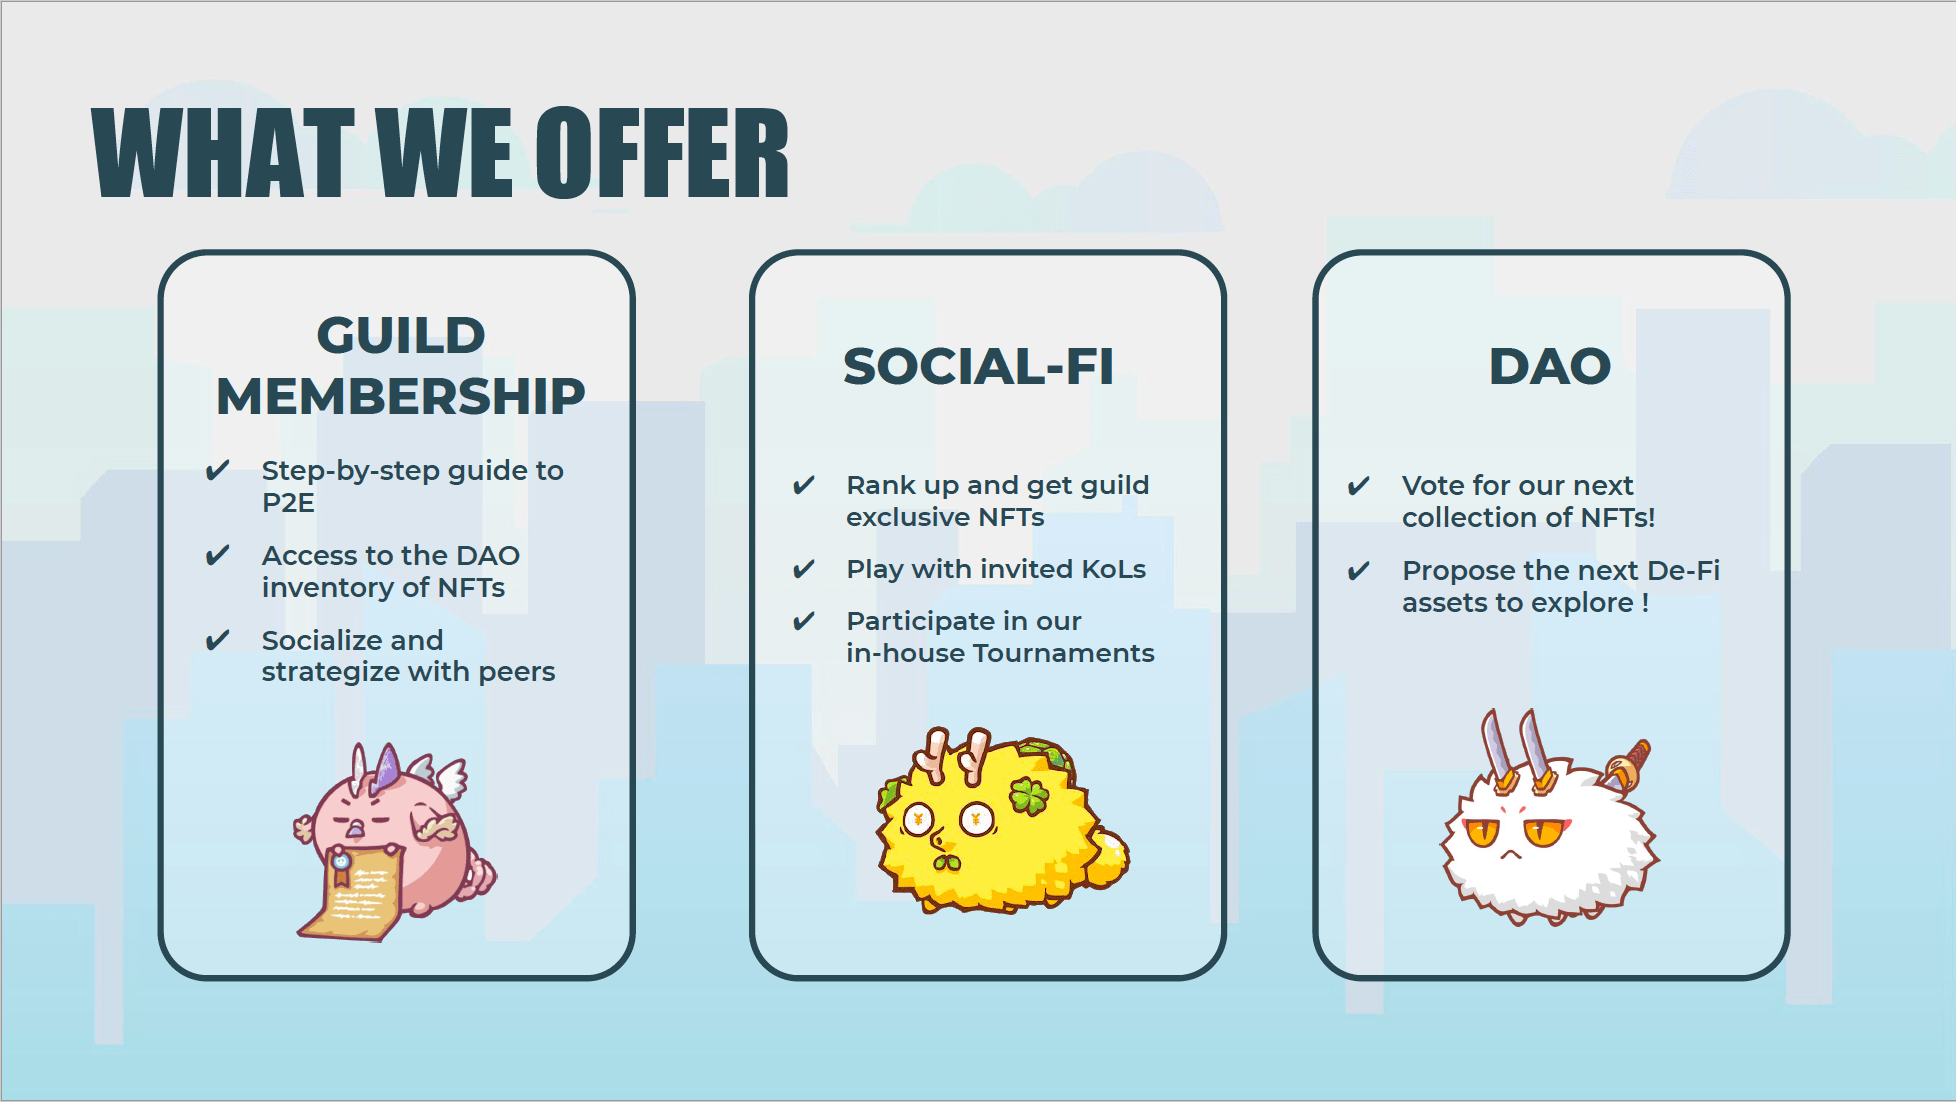 WHAT WE OFFER
GUILD
MEMBERSHIP
✔ Step-by-step guide to
P2E
✔ Access to the DAO
inventory of NFTs
✔ Socialize and
strategize with peers
SOCIAL-FI
✔ Rank up and get guild
exclusive NFTs
✔ Play with invited KoLs
✔ Participate in our
in-house Tournaments
DAO
✔ Vote for our next
collection of NFTs!
✔ Propose the next De-Fi
assets to explore !